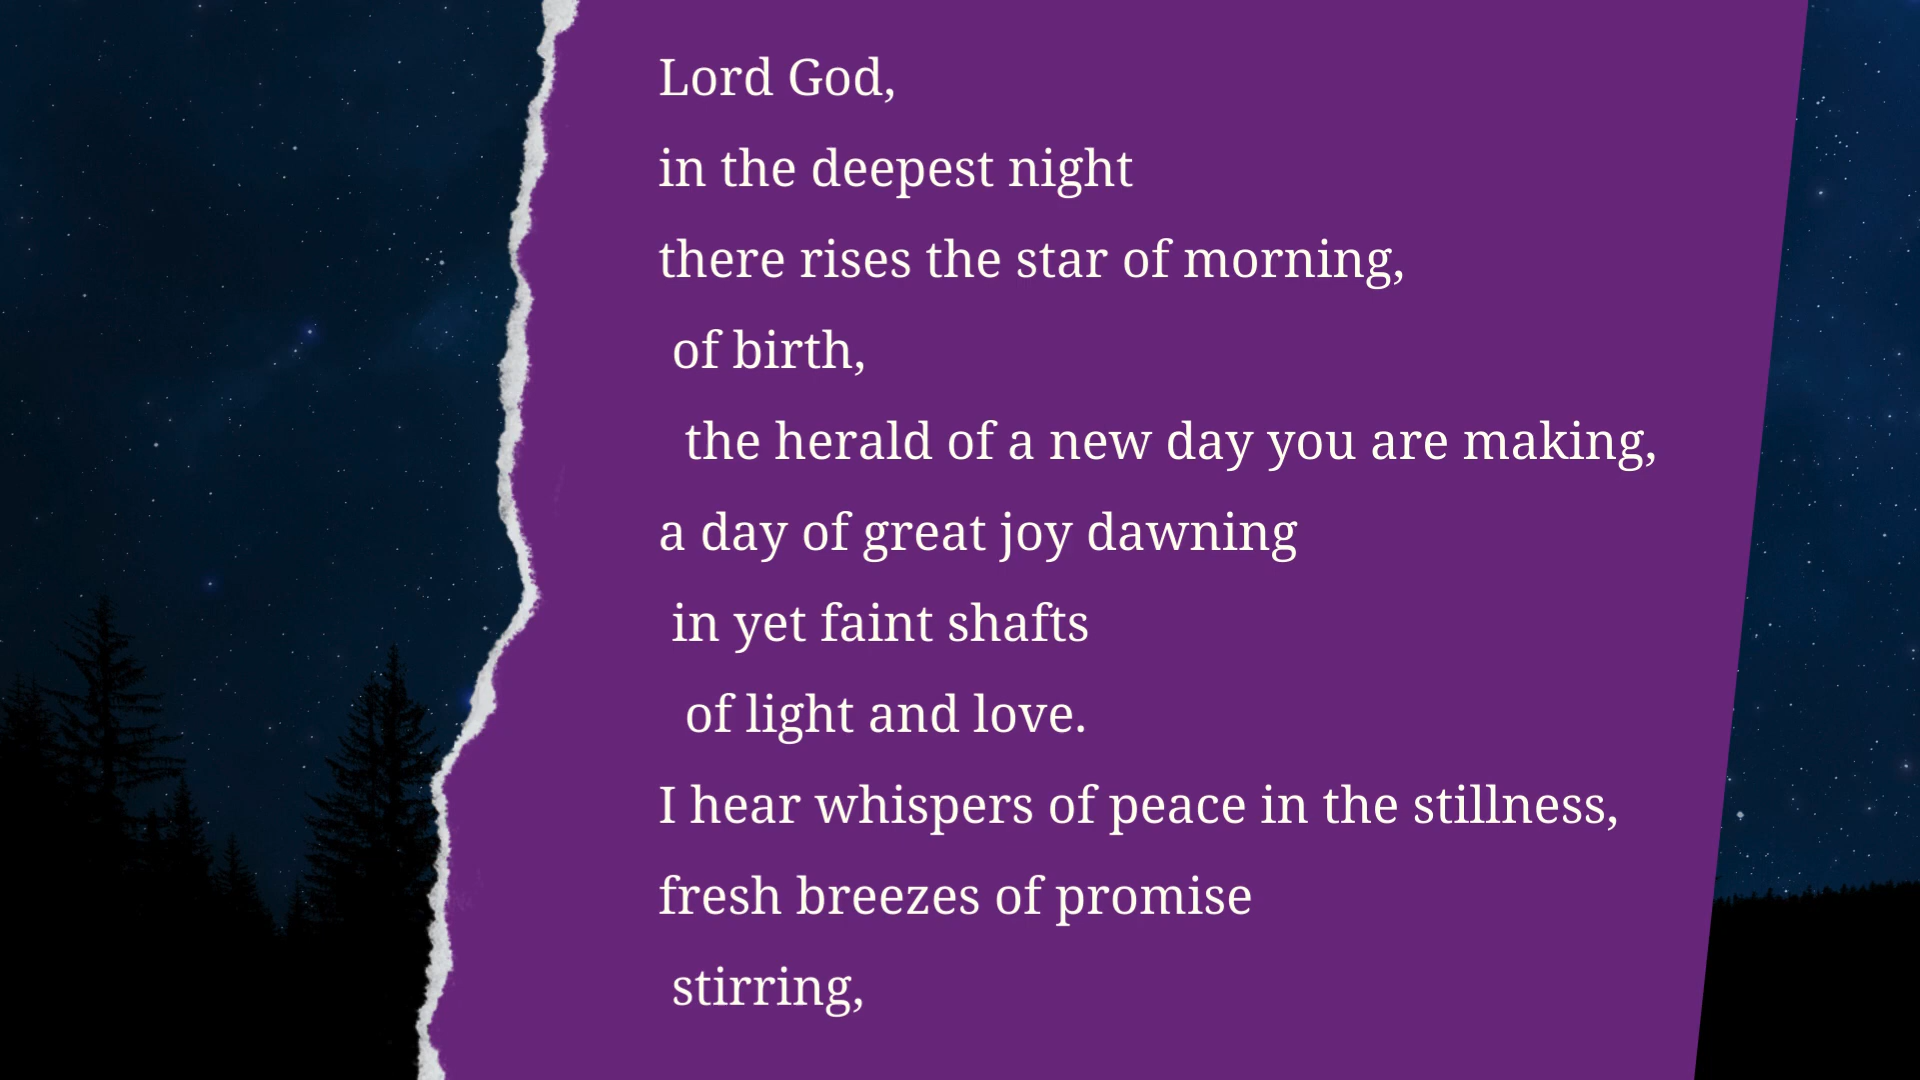 Lord God,
in the deepest night
there rises the star of morning,
of birth,
the herald of a new day you are making,
a day of great joy dawning
in yet faint shafts
of light and love.
I hear whispers of peace in the stillness,
fresh breezes of promise
stirring,